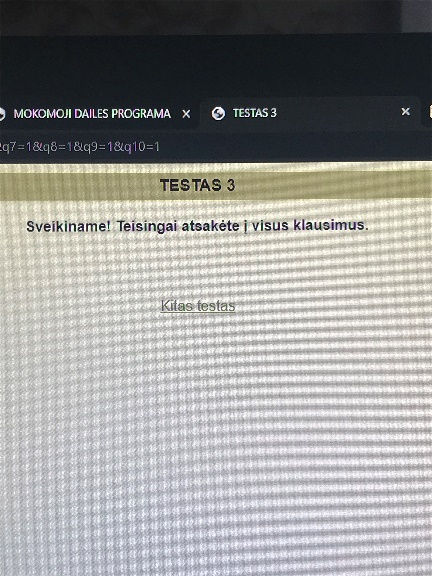 MOKOMOJI DAILES PROGRAMA × TESTAS 3 ×
q7=1&q8=1&q9=1&q10=1
TESTAS 3
Sveikiname! Teisingai atsakėte į visus klausimus.
Kitas testas